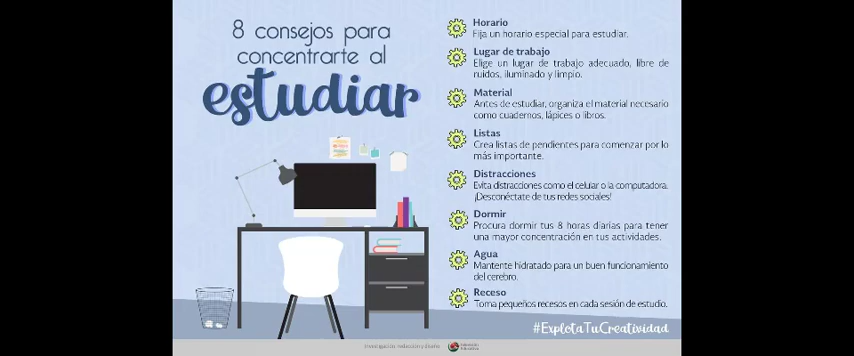 8 consejos para
concentrarte al
estudiar
Horario
Fija un horario especial para estudiar.
Lugar de trabajo
Elige un lugar de trabajo adecuado, libre de
ruidos, iluminado y limpio.
Material
Antes de estudiar, organiza el material necesario
como cuadernos, lápices o libros.
Listas
Crea listas de pendientes para comenzar por lo
más importante.
Distracciones
Evita distracciones como el celular o la computadora.
¡Desconéctate de tus redes sociales!
Dormir
Procura dormir tus 8 horas diarias para tener
una mayor concentración en tus actividades.
Agua
Mantente hidratado para un buen funcionamiento
del cerebro.
Receso
Toma pequeños recesos en cada sesión de estudio.
#ExplotaTuCreatividad
Investigación, redacción y diseño